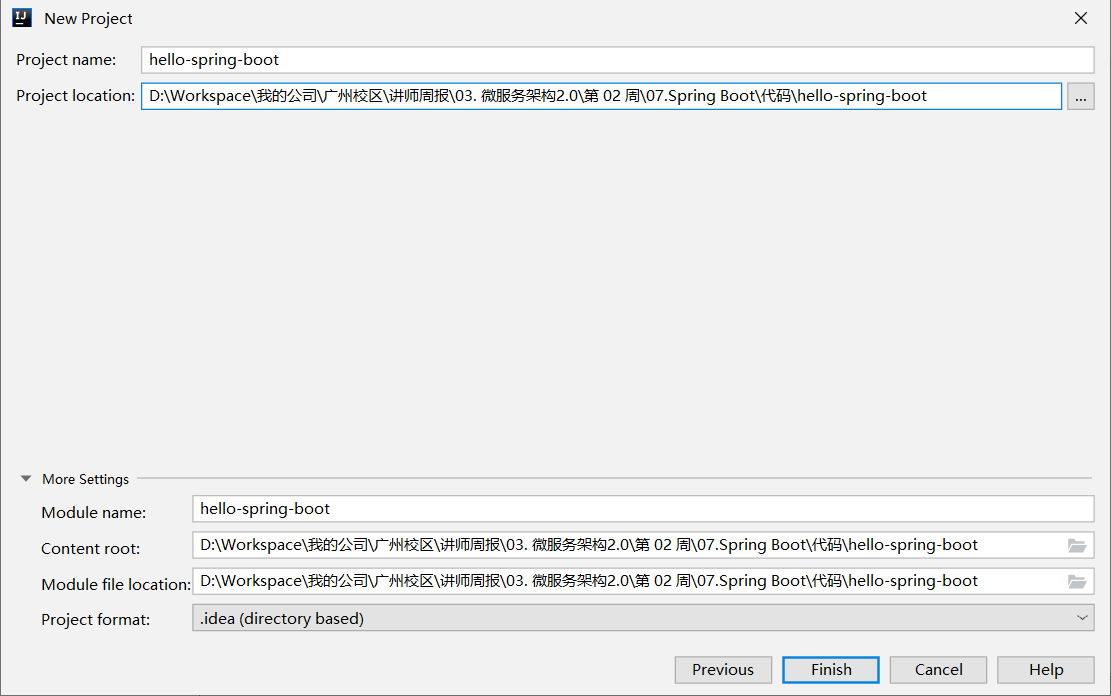 New Project
Project name: hello-spring-boot
Project location: D:\Workspace\我的公司\广州校区\讲师周报\03. 微服务架构2.0\第 02 周\07.Spring Boot\代码\hello-spring-boot ...
More Settings
Module name: hello-spring-boot
Content root: D:\Workspace\我的公司\广州校区\讲师周报\03. 微服务架构2.0\第 02 周\07.Spring Boot\代码\hello-spring-boot
Module file location: D:\Workspace\我的公司\广州校区\讲师周报\03. 微服务架构2.0\第 02 周\07.Spring Boot\代码\hello-spring-boot
Project format: .idea (directory based)
Previous Finish Cancel Help